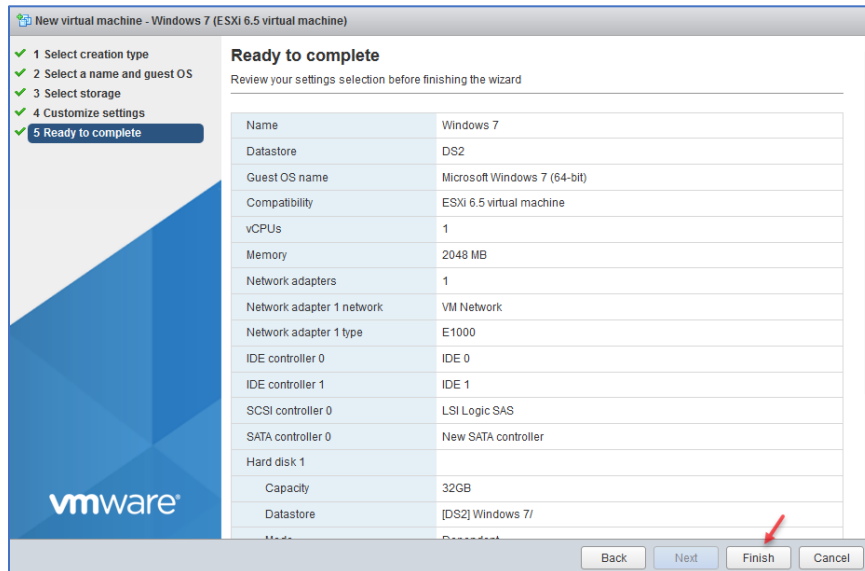 New virtual machine - Windows 7 (ESXi 6.5 virtual machine)
1 Select creation type
2 Select a name and guest OS
3 Select storage
4 Customize settings
5 Ready to complete
Ready to complete
Review your settings selection before finishing the wizard
Name Windows 7
Datastore DS2
Guest OS name Microsoft Windows 7 (64-bit)
Compatibility ESXi 6.5 virtual machine
vCPUs 1
Memory 2048 MB
Network adapters 1
Network adapter 1 network VM Network
Network adapter 1 type E1000
IDE controller 0 IDE 0
IDE controller 1 IDE 1
SCSI controller 0 LSI Logic SAS
SATA controller 0 New SATA controller
Hard disk 1
Capacity 32GB
Datastore [DS2] Windows 7/
Mode Dependent
vmware
Back Next Finish Cancel